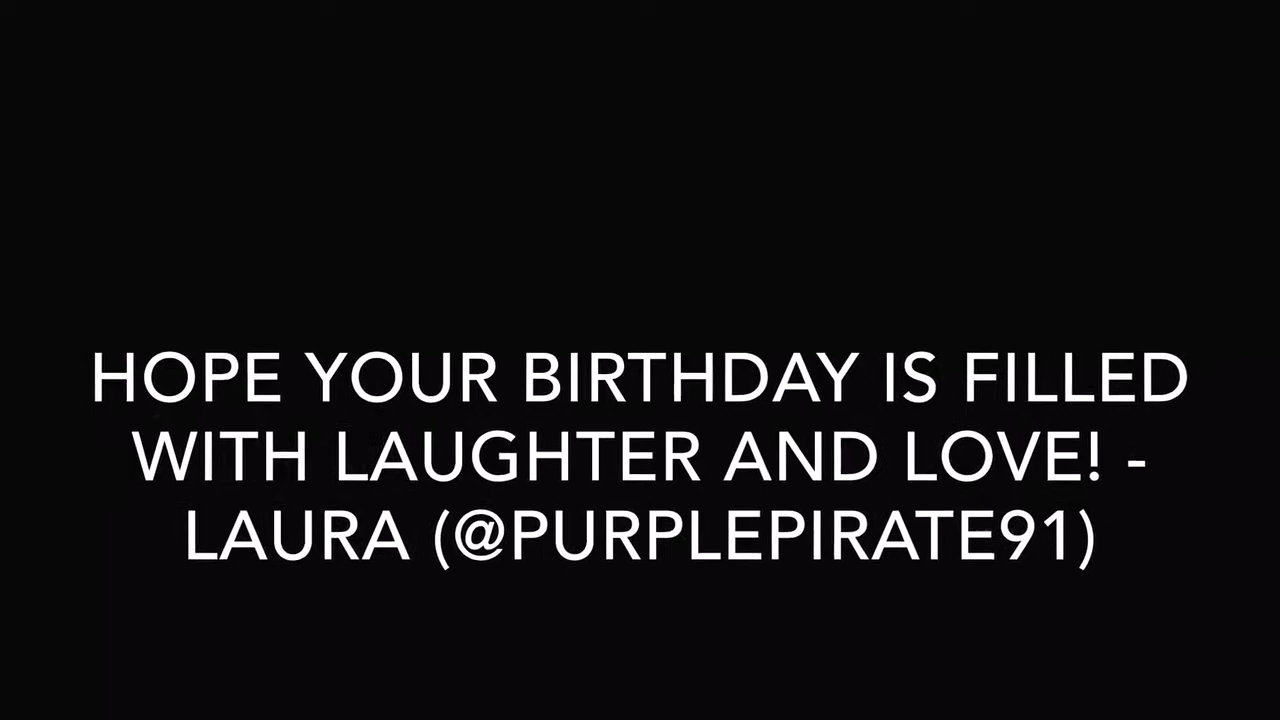 HOPE YOUR BIRTHDAY IS FILLED
WITH LAUGHTER AND LOVE! -
LAURA (@PURPLEPIRATE91)